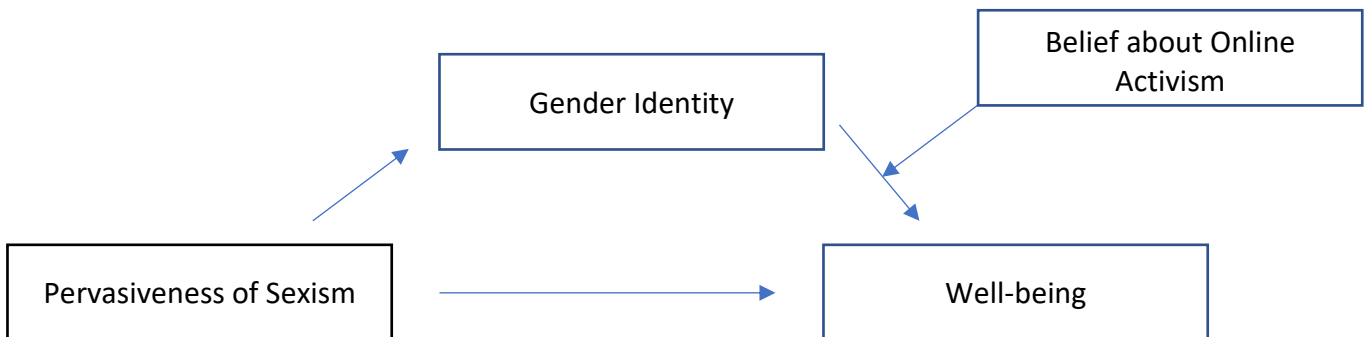 Belief about Online
Activism
Gender Identity
Pervasiveness of Sexism
Well-being